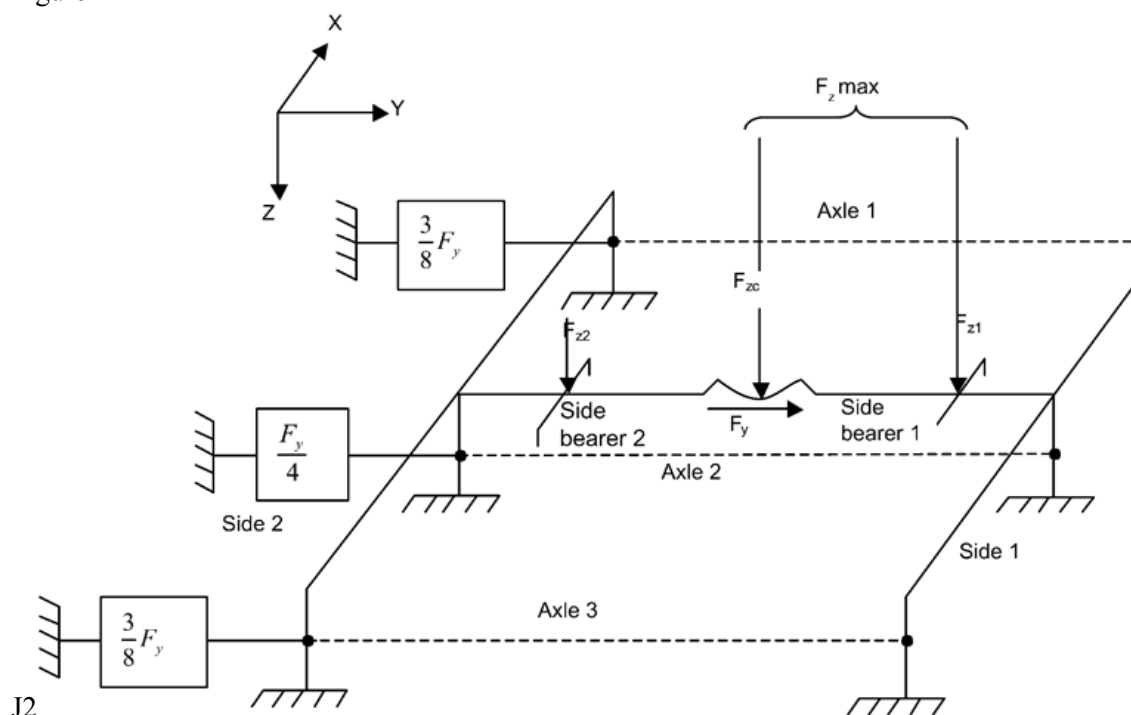 X
F_z max
Y
Z
Axle 1
3/8 F_y
F_zc
F_z2
F_z1
Side
bearer 2
F_y
Side
bearer 1
F_y/4
Axle 2
Side 2
Side 1
3/8 F_y
Axle 3
J2